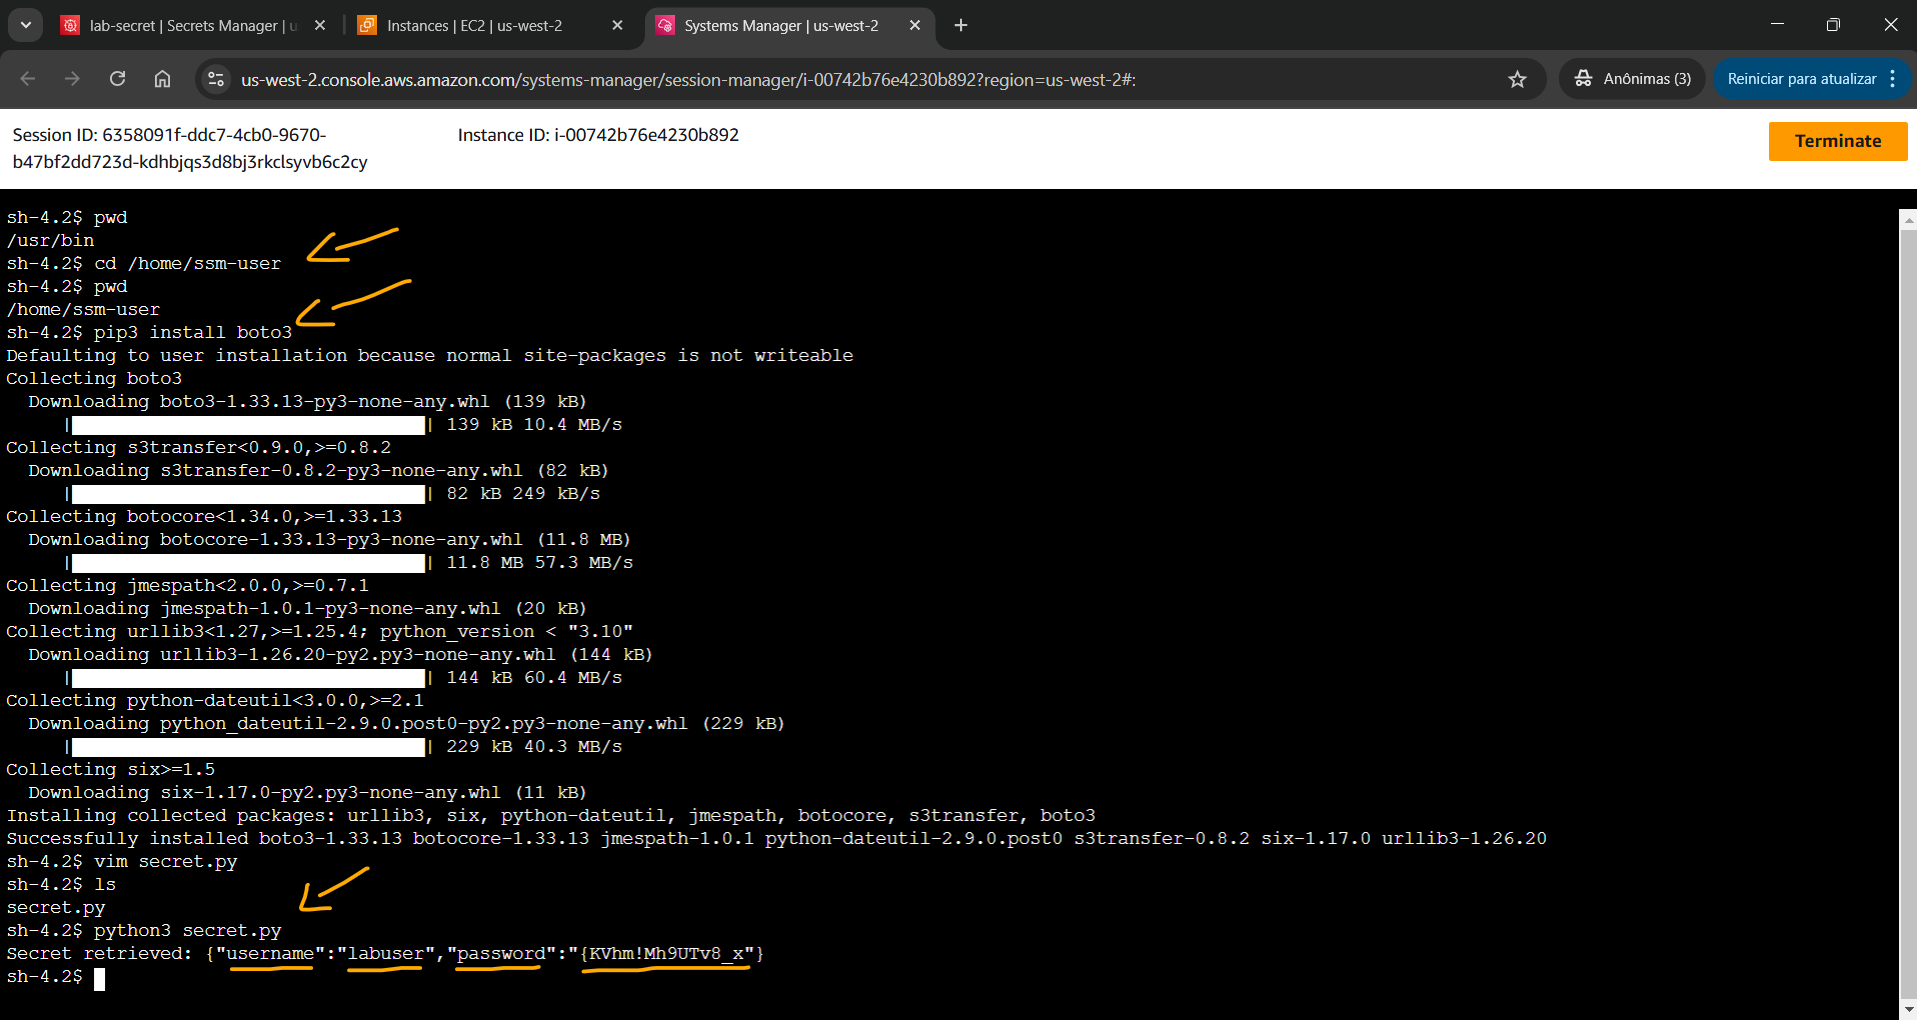 lab-secret | Secrets Manager | u
Instances | EC2 | us-west-2
Systems Manager | us-west-2
us-west-2.console.aws.amazon.com/systems-manager/session-manager/i-00742b76e4230b892?region=us-west-2#:
Anônimas (3)
Reiniciar para atualizar
Session ID: 6358091f-ddc7-4cb0-9670-
b47bf2dd723d-kdhbjqs3d8bj3rkclsyvb6c2cy
Instance ID: i-00742b76e4230b892
Terminate
sh-4.2$ pwd
/usr/bin
sh-4.2$ cd /home/ssm-user
sh-4.2$ pwd
/home/ssm-user
sh-4.2$ pip3 install boto3
Defaulting to user installation because normal site-packages is not writeable
Collecting boto3
Downloading boto3-1.33.13-py3-none-any.whl (139 kB)
|| 139 kB 10.4 MB/s
Collecting s3transfer<0.9.0,>=0.8.2
Downloading s3transfer-0.8.2-py3-none-any.whl (82 kB)
|| 82 kB 249 kB/s
Collecting botocore<1.34.0,>=1.33.13
Downloading botocore-1.33.13-py3-none-any.whl (11.8 MB)
|| 11.8 MB 57.3 MB/s
Collecting jmespath<2.0.0,>=0.7.1
Downloading jmespath-1.0.1-py3-none-any.whl (20 kB)
Collecting urllib3<1.27,>=1.25.4; python_version < "3.10"
Downloading urllib3-1.26.20-py2.py3-none-any.whl (144 kB)
|| 144 kB 60.4 MB/s
Collecting python-dateutil<3.0.0,>=2.1
Downloading python_dateutil-2.9.0.post0-py2.py3-none-any.whl (229 kB)
|| 229 kB 40.3 MB/s
Collecting six>=1.5
Downloading six-1.17.0-py2.py3-none-any.whl (11 kB)
Installing collected packages: urllib3, six, python-dateutil, jmespath, botocore, s3transfer, boto3
Successfully installed boto3-1.33.13 botocore-1.33.13 jmespath-1.0.1 python-dateutil-2.9.0.post0 s3transfer-0.8.2 six-1.17.0 urllib3-1.26.20
sh-4.2$ vim secret.py
sh-4.2$ ls
secret.py
sh-4.2$ python3 secret.py
Secret retrieved: {"username":"labuser","password":"{KVhm!Mh9UTv8_x"}
sh-4.2$